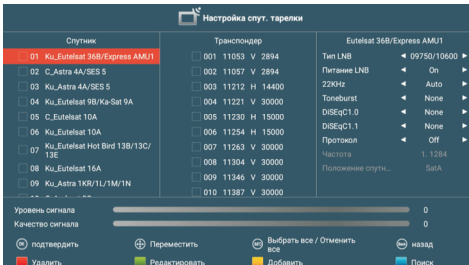 Настройка спут. тарелки
Спутник
Транспондер
Eutelsat 36B/Express AMU1
01 Ku_Eutelsat 36B/Express AMU1
02 C_Astra 4A/SES 5
03 Ku_Astra 4A/SES 5
04 Ku_Eutelsat 9B/Ka-Sat 9A
05 C_Eutelsat 10A
06 Ku_Eutelsat 10A
07 Ku_Eutelsat Hot Bird 13B/13C/
13E
08 Ku_Eutelsat 16A
09 Ku_Astra 1KR/1L/1M/1N
001 11053 V 2894
002 11057 V 2894
003 11212 H 14400
004 11221 V 30000
005 11230 H 15000
006 11254 H 15000
007 11263 V 30000
008 11304 V 30000
009 11346 V 30000
010 11387 V 30000
Тип LNB 09750/10600
Питание LNB On
22KHz Auto
Toneburst None
DiSEqC1.0 None
DiSEqC1.1 None
Протокол Off
Частота 1. 1284
Положение спутн... SatA
Уровень сигнала 0
Качество сигнала 0
OK подтвердить
Переместить
Выбрать все / Отменить
все
назад
Удалить
Редактировать
Добавить
Поиск